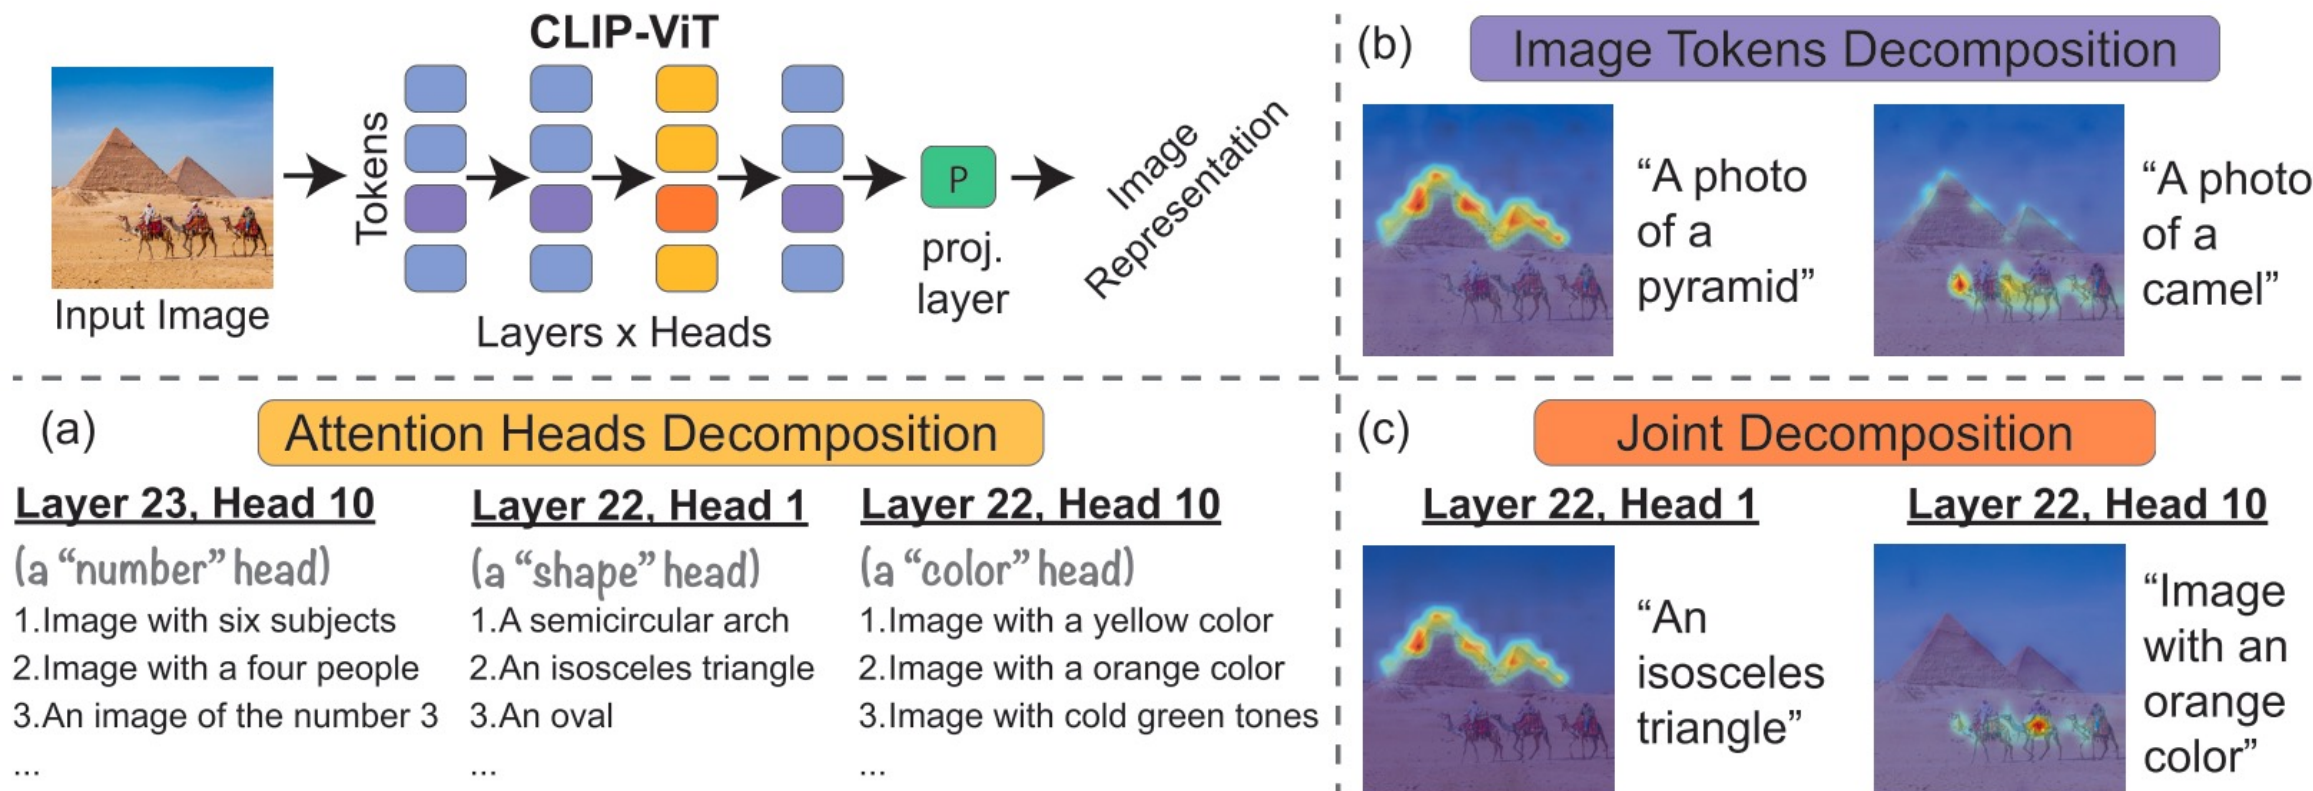 CLIP-ViT
Tokens
P
Input Image
Layers x Heads
proj.
layer
Image
Representation
(b)
Image Tokens Decomposition
“A photo
of a
pyramid”
“A photo
of a
camel”
(a)
Attention Heads Decomposition
Layer 23, Head 10
(a “number” head)
1.Image with six subjects
2.Image with a four people
3.An image of the number 3
...
Layer 22, Head 1
(a “shape” head)
1.A semicircular arch
2.An isosceles triangle
3.An oval
...
Layer 22, Head 10
(a “color” head)
1.Image with a yellow color
2.Image with a orange color
3.Image with cold green tones
...
(c)
Joint Decomposition
Layer 22, Head 1
“An
isosceles
triangle”
Layer 22, Head 10
“Image
with an
orange
color”